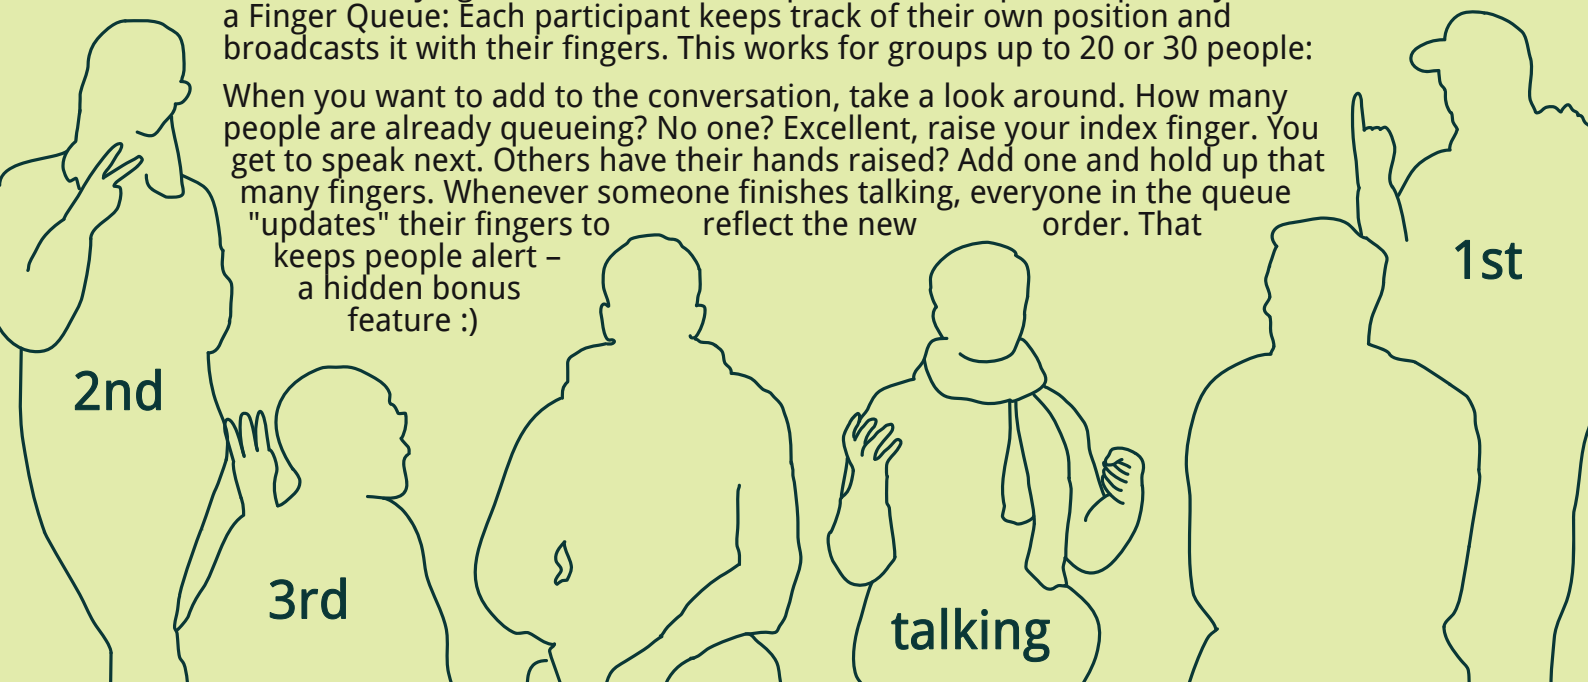 a Finger Queue: Each participant keeps track of their own position and
broadcasts it with their fingers. This works for groups up to 20 or 30 people:
When you want to add to the conversation, take a look around. How many
people are already queueing? No one? Excellent, raise your index finger. You
get to speak next. Others have their hands raised? Add one and hold up that
many fingers. Whenever someone finishes talking, everyone in the queue
"updates" their fingers to reflect the new order. That
keeps people alert –
a hidden bonus
feature :)
1st
2nd
3rd
talking